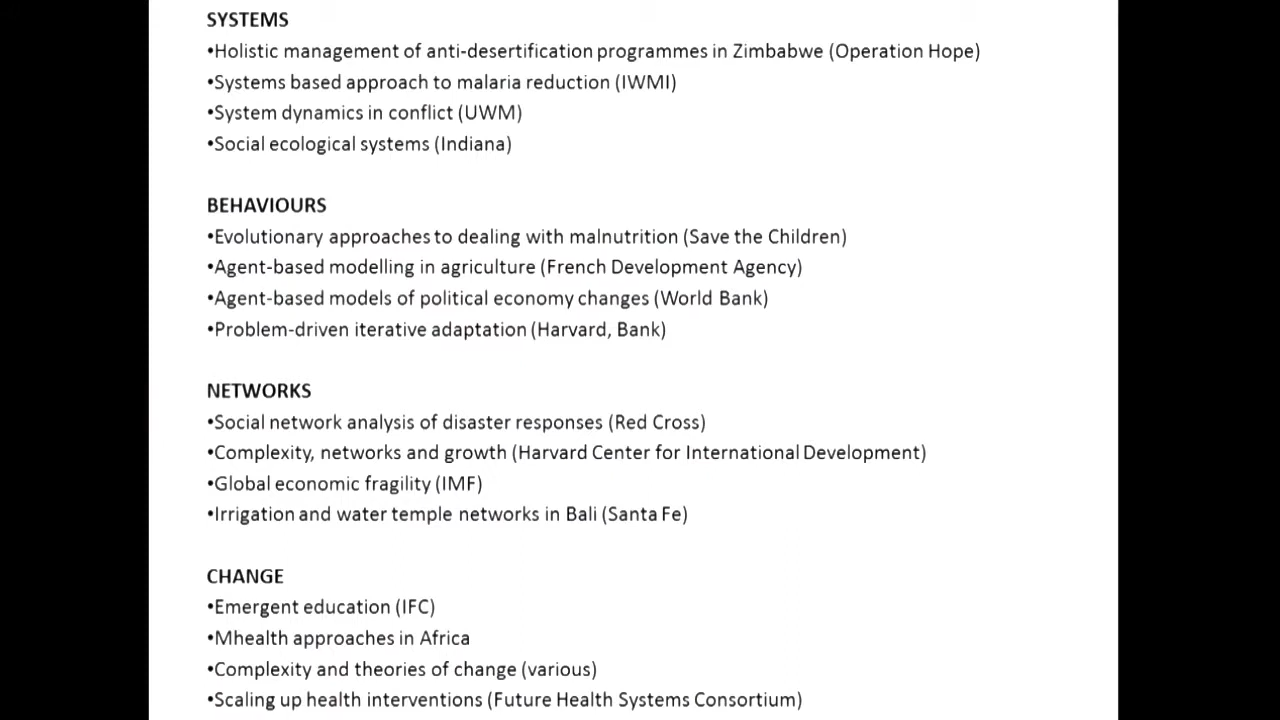 SYSTEMS
•Holistic management of anti-desertification programmes in Zimbabwe (Operation Hope)
•Systems based approach to malaria reduction (IWMI)
•System dynamics in conflict (UWM)
•Social ecological systems (Indiana)
BEHAVIOURS
•Evolutionary approaches to dealing with malnutrition (Save the Children)
•Agent-based modelling in agriculture (French Development Agency)
•Agent-based models of political economy changes (World Bank)
•Problem-driven iterative adaptation (Harvard, Bank)
NETWORKS
•Social network analysis of disaster responses (Red Cross)
•Complexity, networks and growth (Harvard Center for International Development)
•Global economic fragility (IMF)
•Irrigation and water temple networks in Bali (Santa Fe)
CHANGE
•Emergent education (IFC)
•Mhealth approaches in Africa
•Complexity and theories of change (various)
•Scaling up health interventions (Future Health Systems Consortium)